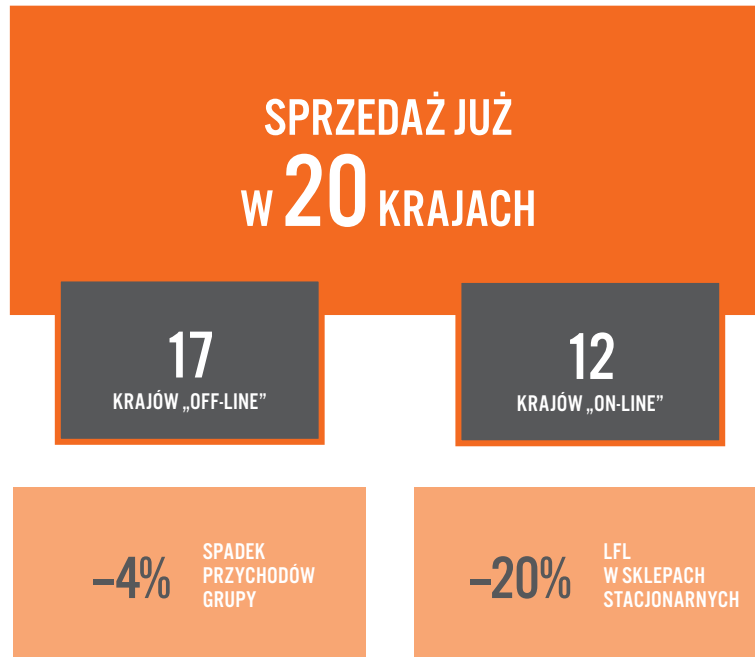 SPRZEDAŻ JUŻ
W 20 KRAJACH
17
KRAJÓW „OFF-LINE”
12
KRAJÓW „ON-LINE”
–4%
SPADEK
PRZYCHODÓW
GRUPY
–20%
LFL
W SKLEPACH
STACJONARNYCH